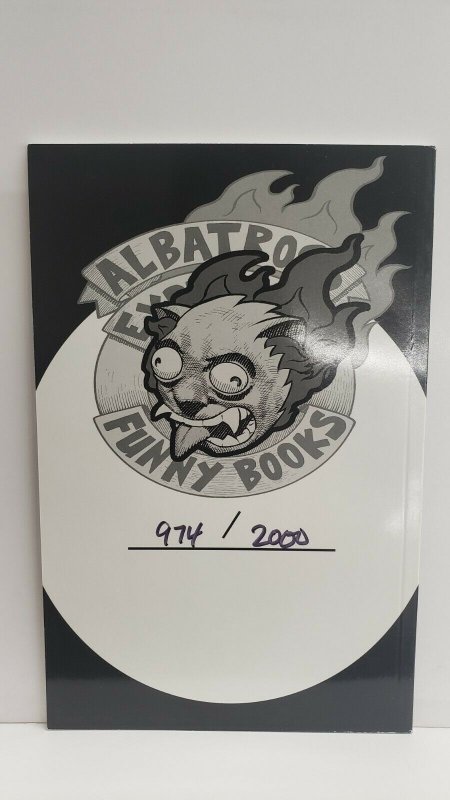 ALBATROS
FUNNY BOOKS
974 / 2000